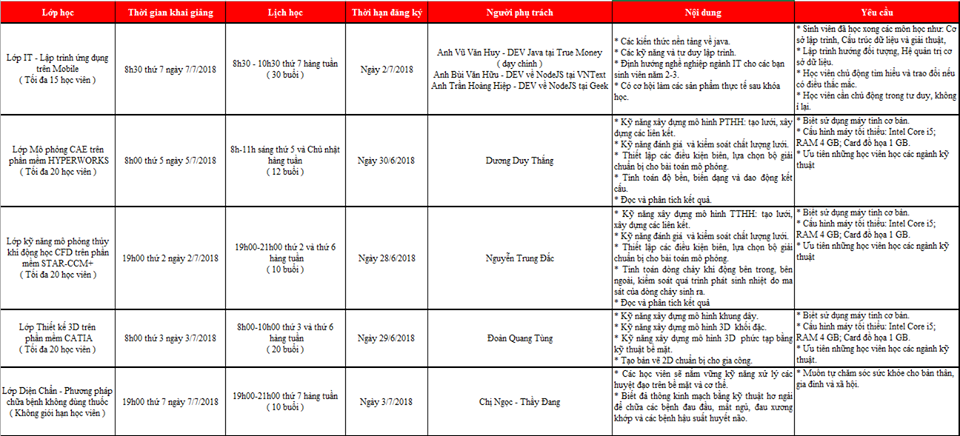 Lớp học
Thời gian khai giảng
Lịch học
Thời hạn đăng ký
Người phụ trách
Nội dung
Yêu cầu
Lớp IT - Lập trình ứng dụng
trên Mobile
( Tối đa 15 học viên )
8h30 thứ 7 ngày 7/7/2018
8h30 - 10h30 thứ 7 hàng tuần
( 30 buổi )
Ngày 2/7/2018
Anh Vũ Văn Huy - DEV Java tại True Money
( dạy chính )
Anh Bùi Văn Hữu - DEV về NodeJS tại VNText
Anh Trần Hoàng Hiệp - DEV về NodeJS tại Geek
* Các kiến thức nền tảng về java.
* Các kỹ năng và tư duy lập trình.
* Định hướng nghề nghiệp ngành IT cho các bạn
sinh viên năm 2-3.
* Có cơ hội làm các sản phẩm thực tế sau khóa
học.
* Sinh viên đã học xong các môn học như: Cơ
sở lập trình, Cấu trúc dữ liệu và giải thuật,
* Lập trình hướng đối tượng, Hệ quản trị cơ
sở dữ liệu.
* Học viên chủ động tìm hiểu và trao đổi nếu
có điều thắc mắc.
* Học viên cần chủ động trong tư duy, không
ỉ lại.
Lớp Mô phỏng CAE trên
phần mềm HYPERWORKS
( Tối đa 20 học viên )
8h00 thứ 5 ngày 5/7/2018
8h-11h sáng thứ 5 và Chủ nhật
hàng tuần
( 12 buổi )
Ngày 30/6/2018
Dương Duy Thắng
* Kỹ năng xây dựng mô hình PTHH: tạo lưới, xây
dựng các liên kết.
* Kỹ năng đánh giá và kiểm soát chất lượng lưới.
* Thiết lập các điều kiện biên, lựa chọn bộ giải
chuẩn bị cho bài toán mô phỏng.
* Tính toán độ bền, biến dạng và dao động kết
cấu.
* Đọc và phân tích kết quả.
* Biết sử dụng máy tính cơ bản.
* Cấu hình máy tối thiểu: Intel Core i5;
RAM 4 GB; Card đồ họa 1 GB.
* Ưu tiên những học viên học các ngành kỹ
thuật
Lớp kỹ năng mô phỏng thủy
khí động học CFD trên phần
mềm STAR-CCM+
( Tối đa 20 học viên )
19h00 thứ 2 ngày 2/7/2018
19h00-21h00 thứ 2 và thứ 6
hàng tuần
( 10 buổi )
Ngày 28/6/2018
Nguyễn Trung Đắc
* Kỹ năng xây dựng mô hình TTHH: tạo lưới,
xây dựng các liên kết.
* Kỹ năng đánh giá và kiểm soát chất lượng lưới.
* Thiết lập các điều kiện biên, lựa chọn bộ giải
chuẩn bị cho bài toán mô phỏng.
* Tính toán dòng chảy khí động bên trong, bên
ngoài, kiểm soát quá trình phát sinh nhiệt do ma
sát của dòng chảy sinh ra.
* Đọc và phân tích kết quả
* Biết sử dụng máy tính cơ bản.
* Cấu hình máy tối thiểu: Intel Core i5;
RAM 4 GB; Card đồ họa 1 GB.
* Ưu tiên những học viên học các ngành kỹ
thuật
Lớp Thiết kế 3D trên
phần mềm CATIA
( Tối đa 20 học viên )
8h00 thứ 3 ngày 3/7/2018
8h00-10h00 thứ 3 và thứ 6
hàng tuần
( 20 buổi )
Ngày 29/6/2018
Đoàn Quang Tùng
* Kỹ năng xây dựng mô hình khung dây.
* Kỹ năng xây dựng mô hình 3D khối đặc.
* Kỹ năng xây dựng mô hình 3D phức tạp bằng
kỹ thuật bề mặt.
* Tạo bản vẽ 2D chuẩn bị cho gia công.
* Biết sử dụng máy tính cơ bản.
* Cấu hình máy tối thiểu: Intel Core i5;
RAM 4 GB; Card đồ họa 1 GB.
* Ưu tiên những học viên học các ngành kỹ
thuật.
Lớp Diện Chẩn - Phương pháp
chữa bệnh không dùng thuốc
( Không giới hạn học viên )
19h00 thứ 7 ngày 7/7/2018
19h00-21h00 thứ 7 hàng tuần
( 10 buổi )
Ngày 3/7/2018
Chị Ngọc - Thầy Đang
* Các học viên sẽ nắm vững kỹ năng xử lý các
huyệt đạo trên bề mặt và cơ thể.
* Biết đả thông kinh mạch bằng kỹ thuật hơ ngải
để chữa các bệnh đau đầu, mất ngủ, đau xương
khớp và các bệnh hậu suất huyết não.
* Muốn tự chăm sóc sức khỏe cho bản thân,
gia đình và xã hội.